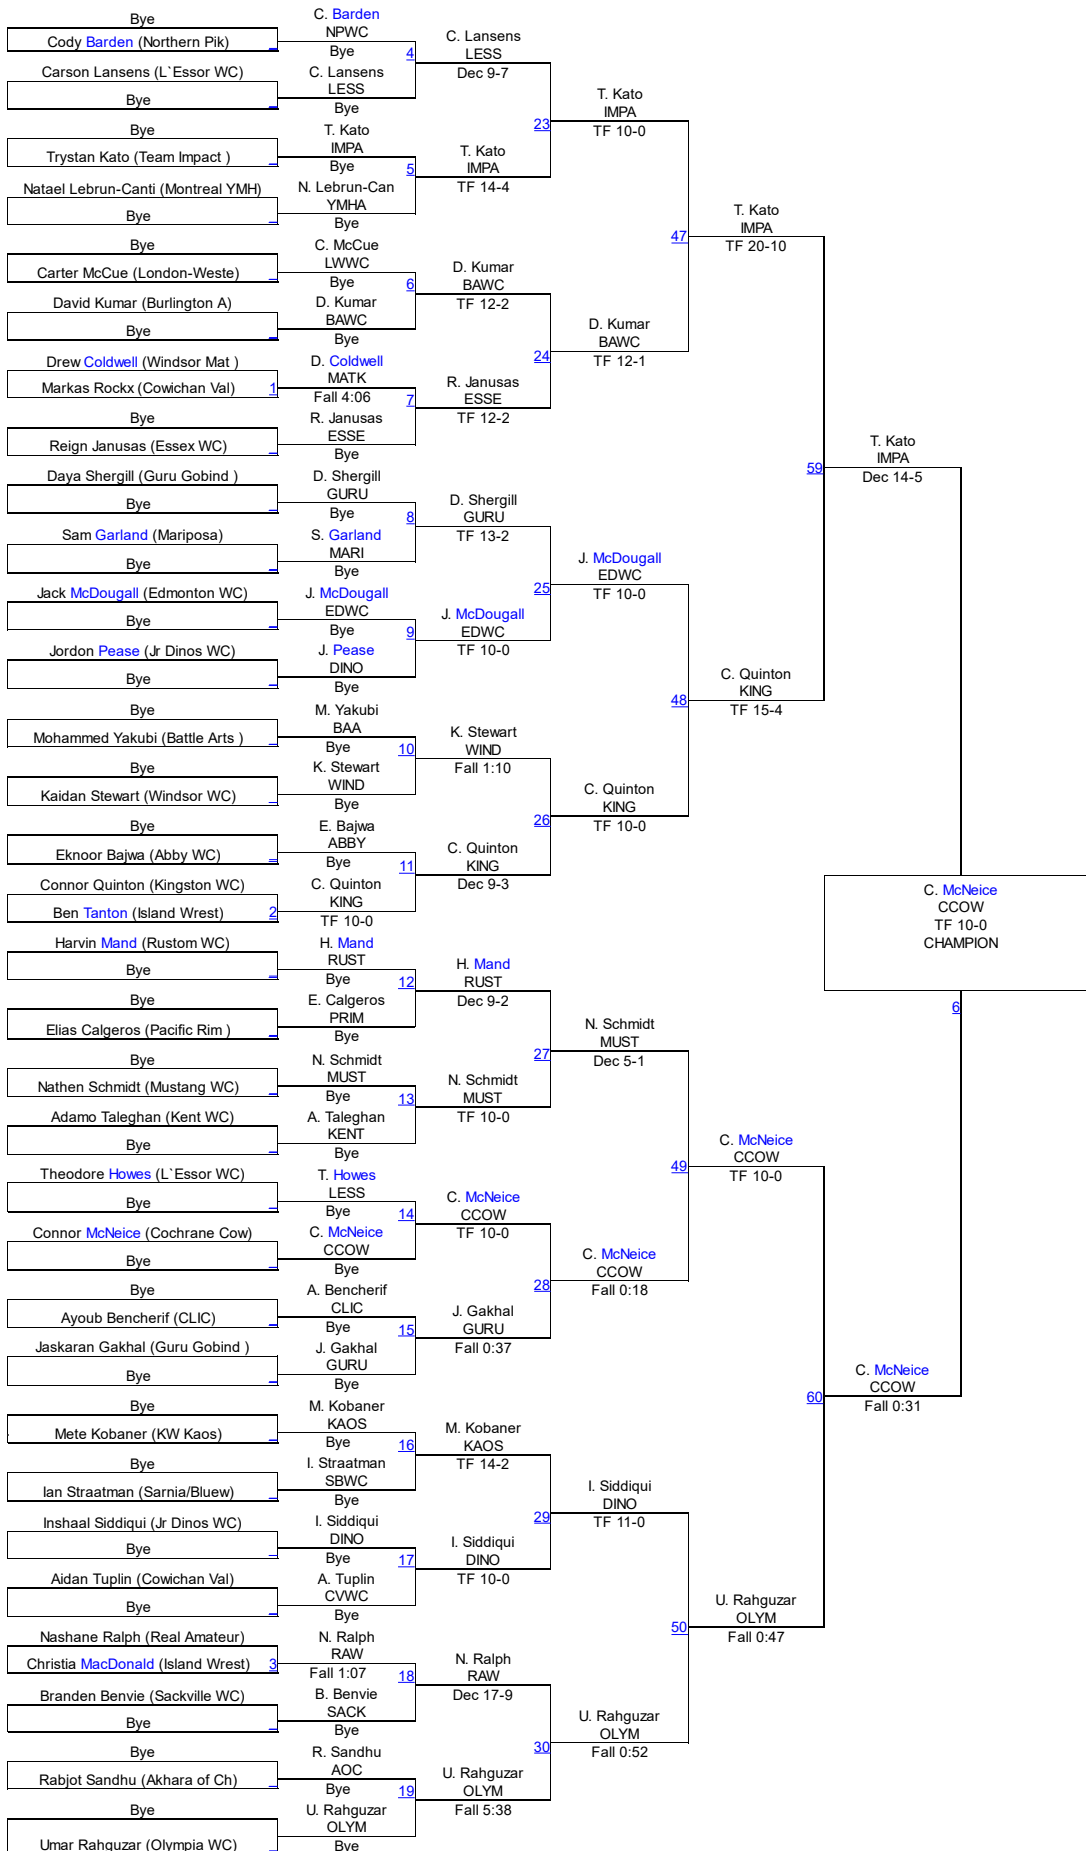 Bye
Cody Barden (Northern Pik)
Carson Lansens (L`Essor WC)
Bye
Bye
Trystan Kato (Team Impact )
Natael Lebrun-Canti (Montreal YMH)
Bye
Bye
Carter McCue (London-Weste)
David Kumar (Burlington A)
Bye
Drew Coldwell (Windsor Mat )
Markas Rockx (Cowichan Val)
1
Bye
Reign Janusas (Essex WC)
Daya Shergill (Guru Gobind )
Bye
Sam Garland (Mariposa)
Bye
Jack McDougall (Edmonton WC)
Bye
Jordon Pease (Jr Dinos WC)
Bye
Bye
Mohammed Yakubi (Battle Arts )
Bye
Kaidan Stewart (Windsor WC)
Bye
Eknoor Bajwa (Abby WC)
Connor Quinton (Kingston WC)
Ben Tanton (Island Wrest)
2
Harvin Mand (Rustom WC)
Bye
Bye
Elias Calgeros (Pacific Rim )
Bye
Nathen Schmidt (Mustang WC)
Adamo Taleghan (Kent WC)
Bye
Theodore Howes (L`Essor WC)
Bye
Connor McNeice (Cochrane Cow)
Bye
Bye
Ayoub Bencherif (CLIC)
Jaskaran Gakhal (Guru Gobind )
Bye
Bye
Mete Kobaner (KW Kaos)
Bye
Ian Straatman (Sarnia/Bluew)
Inshaal Siddiqui (Jr Dinos WC)
Bye
Aidan Tuplin (Cowichan Val)
Bye
Nashane Ralph (Real Amateur)
Christia MacDonald (Island Wrest)
3
Branden Benvie (Sackville WC)
Bye
Bye
Rabjot Sandhu (Akhara of Ch)
Bye
Umar Rahguzar (Olympia WC)
C. Barden
NPWC
Bye
4
C. Lansens
LESS
Bye
T. Kato
IMPA
Bye
5
N. Lebrun-Can
YMHA
Bye
C. McCue
LWWC
Bye
6
D. Kumar
BAWC
Bye
D. Coldwell
MATK
Fall 4:06
7
R. Janusas
ESSE
Bye
D. Shergill
GURU
Bye
8
S. Garland
MARI
Bye
J. McDougall
EDWC
Bye
9
J. Pease
DINO
Bye
M. Yakubi
BAA
Bye
10
K. Stewart
WIND
Bye
E. Bajwa
ABBY
Bye
11
C. Quinton
KING
TF 10-0
H. Mand
RUST
Bye
12
E. Calgeros
PRIM
Bye
N. Schmidt
MUST
Bye
13
A. Taleghan
KENT
Bye
T. Howes
LESS
Bye
14
C. McNeice
CCOW
Bye
A. Bencherif
CLIC
Bye
15
J. Gakhal
GURU
Bye
M. Kobaner
KAOS
Bye
16
I. Straatman
SBWC
Bye
I. Siddiqui
DINO
Bye
17
A. Tuplin
CVWC
Bye
N. Ralph
RAW
Fall 1:07
18
B. Benvie
SACK
Bye
R. Sandhu
AOC
Bye
19
U. Rahguzar
OLYM
Bye
C. Lansens
LESS
Dec 9-7
23
T. Kato
IMPA
TF 14-4
D. Kumar
BAWC
TF 12-2
24
R. Janusas
ESSE
TF 12-2
D. Shergill
GURU
TF 13-2
25
J. McDougall
EDWC
TF 10-0
K. Stewart
WIND
Fall 1:10
26
C. Quinton
KING
Dec 9-3
H. Mand
RUST
Dec 9-2
27
N. Schmidt
MUST
TF 10-0
C. McNeice
CCOW
TF 10-0
28
J. Gakhal
GURU
Fall 0:37
M. Kobaner
KAOS
TF 14-2
29
I. Siddiqui
DINO
TF 10-0
N. Ralph
RAW
Dec 17-9
30
U. Rahguzar
OLYM
Fall 5:38
T. Kato
IMPA
TF 10-0
47
D. Kumar
BAWC
TF 12-1
J. McDougall
EDWC
TF 10-0
48
C. Quinton
KING
TF 10-0
N. Schmidt
MUST
Dec 5-1
49
C. McNeice
CCOW
Fall 0:18
I. Siddiqui
DINO
TF 11-0
50
U. Rahguzar
OLYM
Fall 0:52
T. Kato
IMPA
TF 20-10
59
C. Quinton
KING
TF 15-4
C. McNeice
CCOW
TF 10-0
60
U. Rahguzar
OLYM
Fall 0:47
T. Kato
IMPA
Dec 14-5
C. McNeice
CCOW
TF 10-0
CHAMPION
6
C. McNeice
CCOW
Fall 0:31